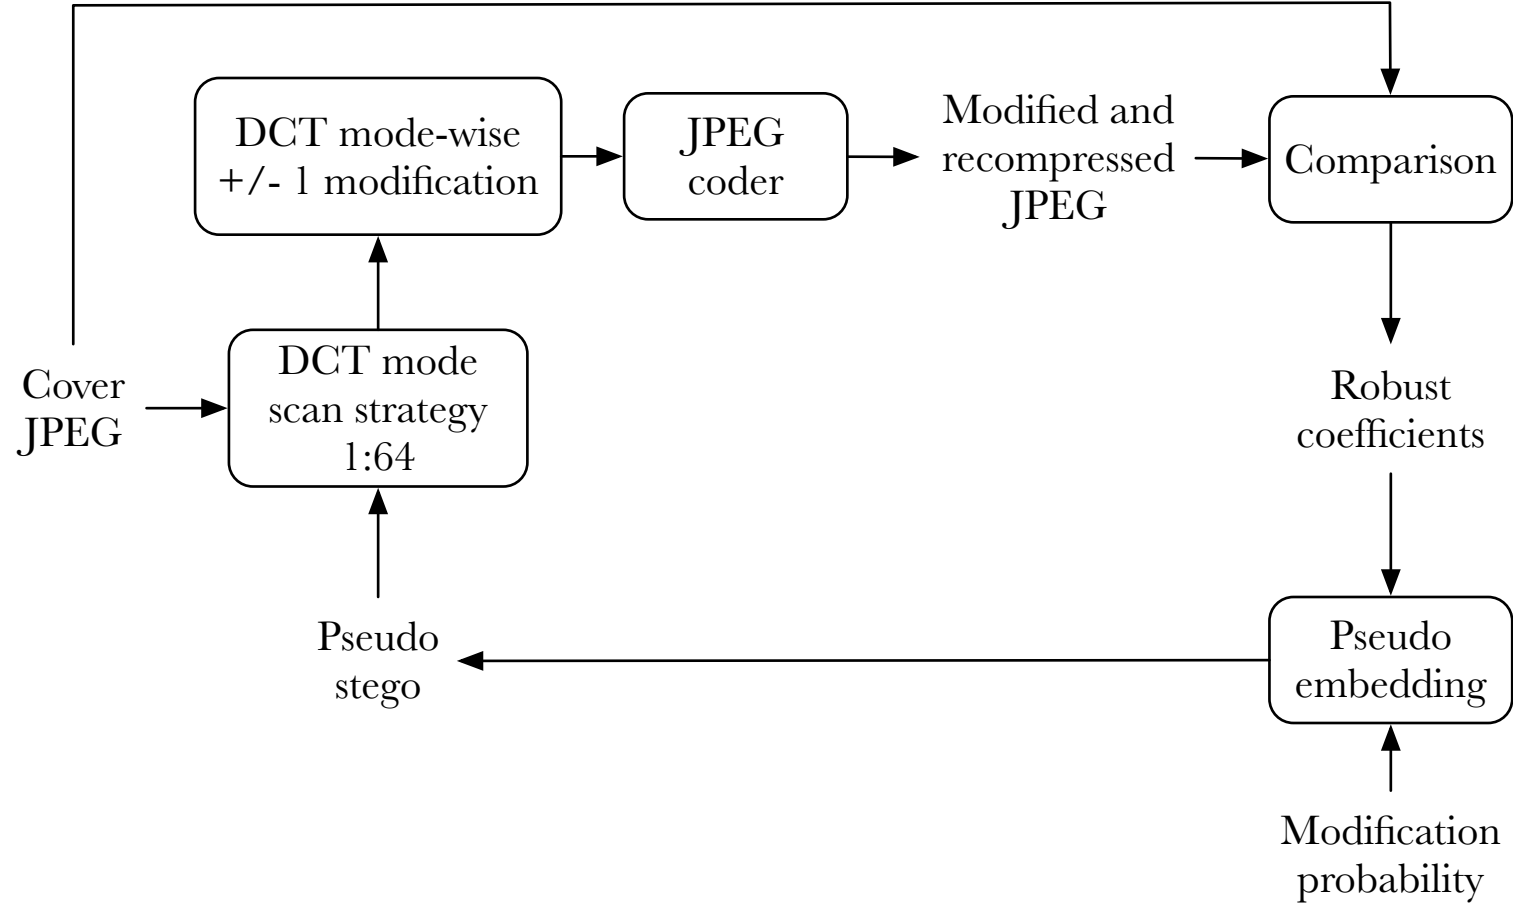 DCT mode-wise
+/- 1 modification
JPEG
coder
Modified and
recompressed
JPEG
Comparison
Cover
JPEG
DCT mode
scan strategy
1:64
Robust
coefficients
Pseudo
stego
Pseudo
embedding
Modification
probability